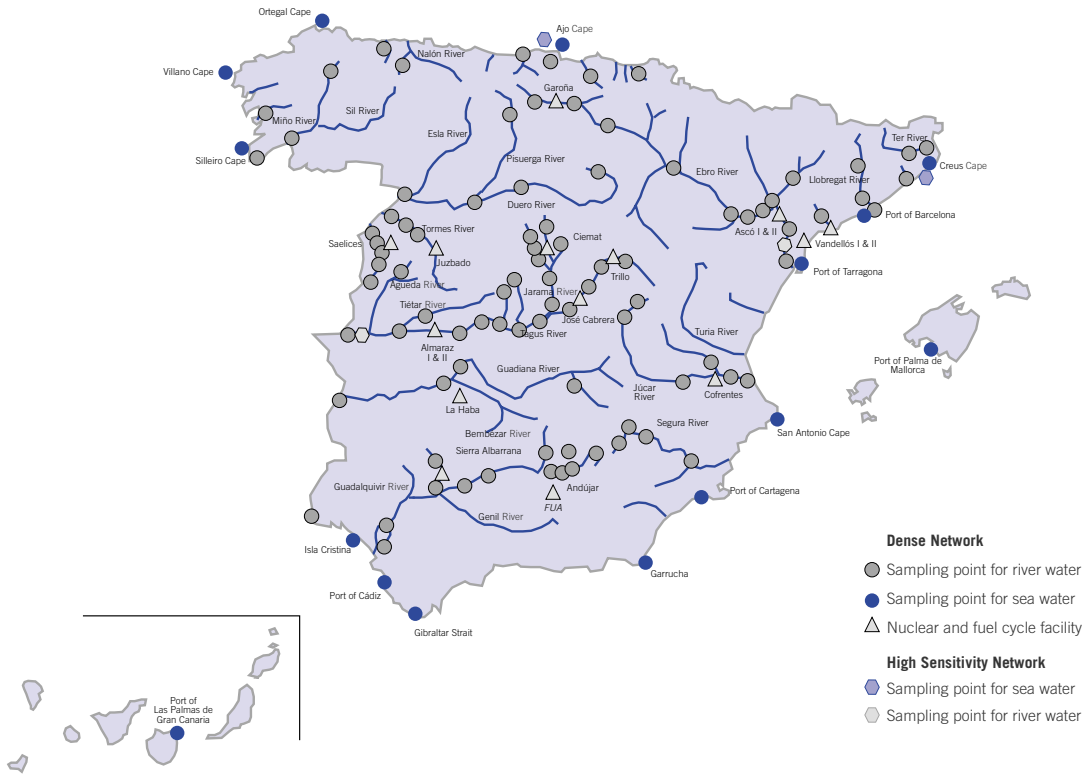 Ortegal Cape
Ajo Cape
Nalón River
Villano Cape
Garoña
Sil River
Miño River
Esla River
Ter River
Silleiro Cape
Pisuerga River
Creus Cape
Ebro River
Llobregat River
Duero River
Port of Barcelona
Tormes River
Ascó I & II
Saelices
Ciemat
Vandellós I & II
Juzbado
Port of Tarragona
Trillo
Águeda River
Jarama River
Tiétar River
José Cabrera
Tagus River
Turia River
Almaraz
I & II
Port of Palma de
Mallorca
Guadiana River
Júcar
River
Cofrentes
La Haba
San Antonio Cape
Segura River
Bembezar River
Sierra Albarrana
Guadalquivir River
Andújar
Port of Cartagena
FUA
Genil River
Isla Cristina
Garrucha
Port of Cádiz
Gibraltar Strait
Port of
Las Palmas de
Gran Canaria
Dense Network
Sampling point for river water
Sampling point for sea water
Nuclear and fuel cycle facility
High Sensitivity Network
Sampling point for sea water
Sampling point for river water